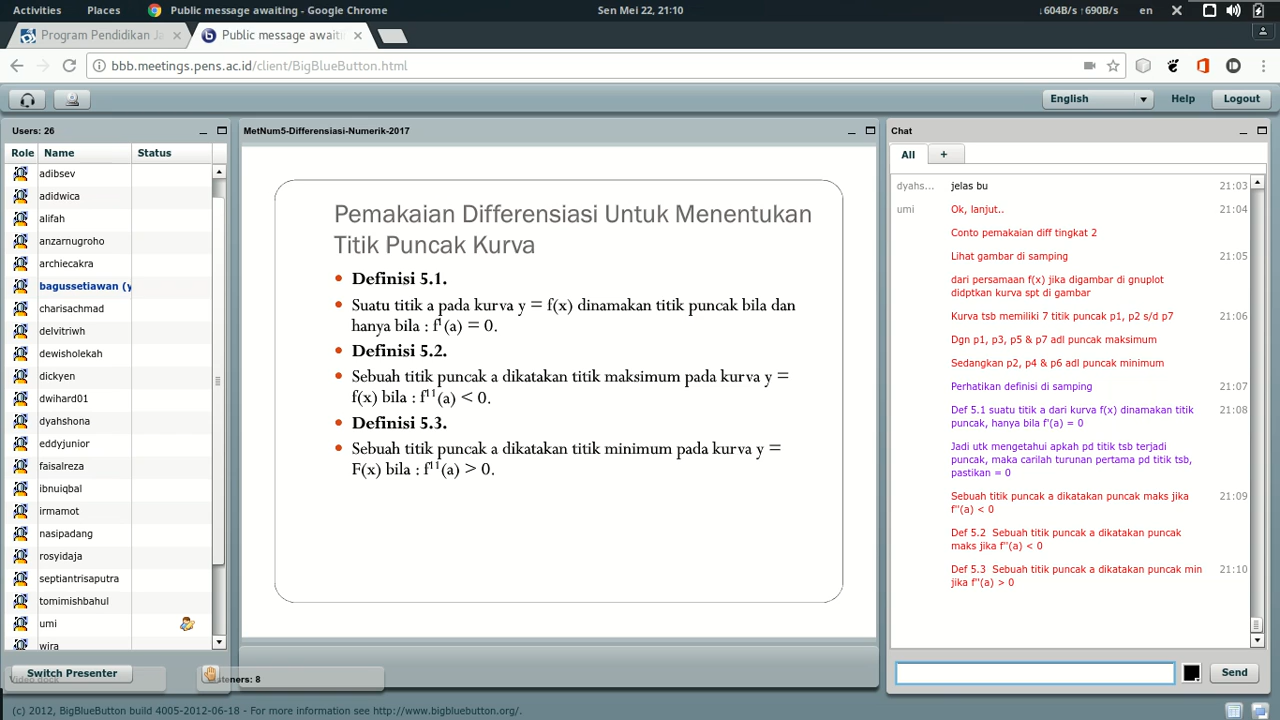 Activities Places Public message awaiting - Google Chrome Sen Mei 22, 21:10 ↓604B/s ↑690B/s en
Program Pendidikan Ja
Public message awaiti
bbb.meetings.pens.ac.id/client/BigBlueButton.html
English Help Logout
Users: 26
Role Name Status
adibsev
adidwica
alifah
anzarnugroho
archiecakra
bagussetiawan (y
charisachmad
delvitriwh
dewisholekah
dickyen
dwihard01
dyahshona
eddyjunior
faisalreza
ibnuiqbal
irmamot
nasipadang
rosyidaja
septiantrisaputra
tomimishbahul
umi
wira
Switch Presenter
Video dock
steners: 8
MetNum5-Differensiasi-Numerik-2017
Pemakaian Differensiasi Untuk Menentukan
Titik Puncak Kurva
• Definisi 5.1.
• Suatu titik a pada kurva y = f(x) dinamakan titik puncak bila dan
hanya bila : f¹(a) = 0.
• Definisi 5.2.
• Sebuah titik puncak a dikatakan titik maksimum pada kurva y =
f(x) bila : f¹¹(a) < 0.
• Definisi 5.3.
• Sebuah titik puncak a dikatakan titik minimum pada kurva y =
F(x) bila : f¹¹(a) > 0.
Chat
All +
dyahs... jelas bu 21:03
umi Ok, lanjut.. 21:04
Conto pemakaian diff tingkat 2
Lihat gambar di samping 21:05
dari persamaan f(x) jika digambar di gnuplot
didptkan kurva spt di gambar
Kurva tsb memiliki 7 titik puncak p1, p2 s/d p7 21:06
Dgn p1, p3, p5 & p7 adl puncak maksimum
Sedangkan p2, p4 & p6 adl puncak minimum
Perhatikan definisi di samping 21:07
Def 5.1 suatu titik a dari kurva f(x) dinamakan titik 21:08
puncak, hanya bila f'(a) = 0
Jadi utk mengetahui apkah pd titik tsb terjadi
puncak, maka carilah turunan pertama pd titik tsb,
pastikan = 0
Sebuah titik puncak a dikatakan puncak maks jika 21:09
f''(a) < 0
Def 5.2 Sebuah titik puncak a dikatakan puncak
maks jika f''(a) < 0
Def 5.3 Sebuah titik puncak a dikatakan puncak min 21:10
jika f''(a) > 0
Send
(c) 2012, BigBlueButton build 4005-2012-06-18 - For more information see http://www.bigbluebutton.org/.